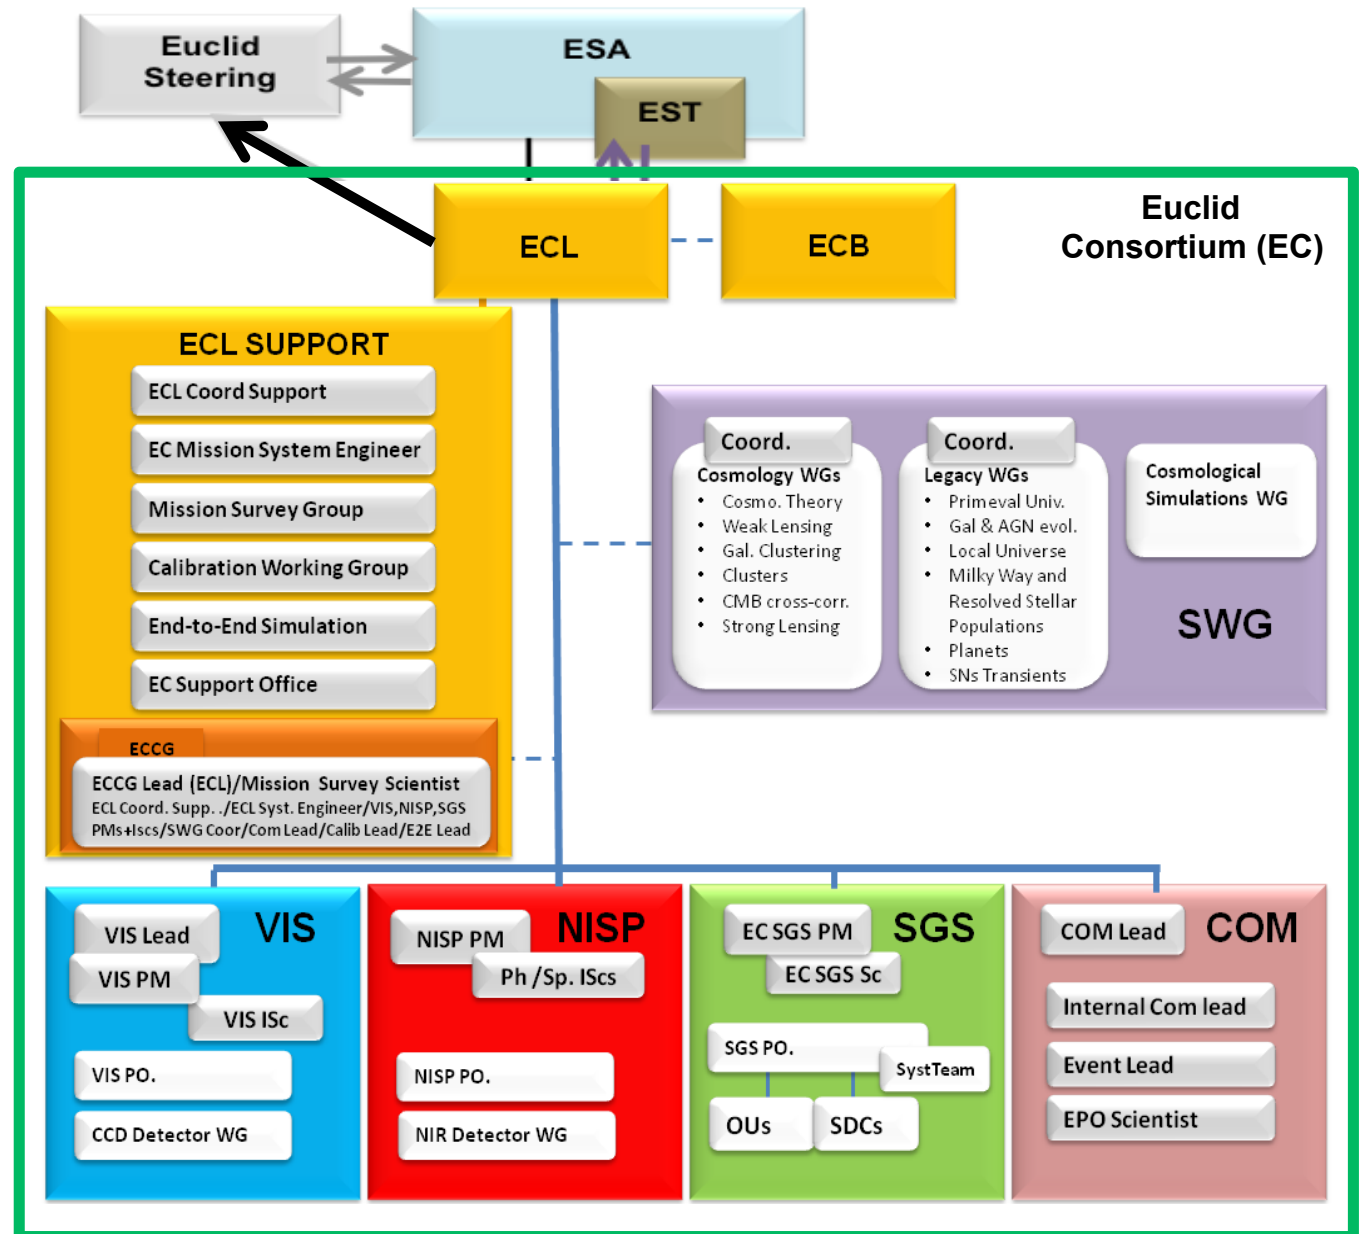 Euclid
Steering
ESA
EST
ECL
ECB
Euclid
Consortium (EC)
ECL SUPPORT
ECL Coord Support
EC Mission System Engineer
Mission Survey Group
Calibration Working Group
End-to-End Simulation
EC Support Office
ECCG
ECCG Lead (ECL)/Mission Survey Scientist
ECL Coord. Supp. ./ECL Syst. Engineer/VIS,NISP,SGS
PMs+Iscs/SWG Coor/Com Lead/Calib Lead/E2E Lead
Coord.
Cosmology WGs
• Cosmo. Theory
• Weak Lensing
• Gal. Clustering
• Clusters
• CMB cross-corr.
• Strong Lensing
Coord.
Legacy WGs
• Primeval Univ.
• Gal & AGN evol.
• Local Universe
• Milky Way and
Resolved Stellar
Populations
• Planets
• SNs Transients
Cosmological
Simulations WG
SWG
VIS
VIS Lead
VIS PM
VIS ISc
VIS PO.
CCD Detector WG
NISP
NISP PM
Ph /Sp. IScs
NISP PO.
NIR Detector WG
SGS
EC SGS PM
EC SGS Sc
SGS PO.
SystTeam
OUs
SDCs
COM
COM Lead
Internal Com lead
Event Lead
EPO Scientist